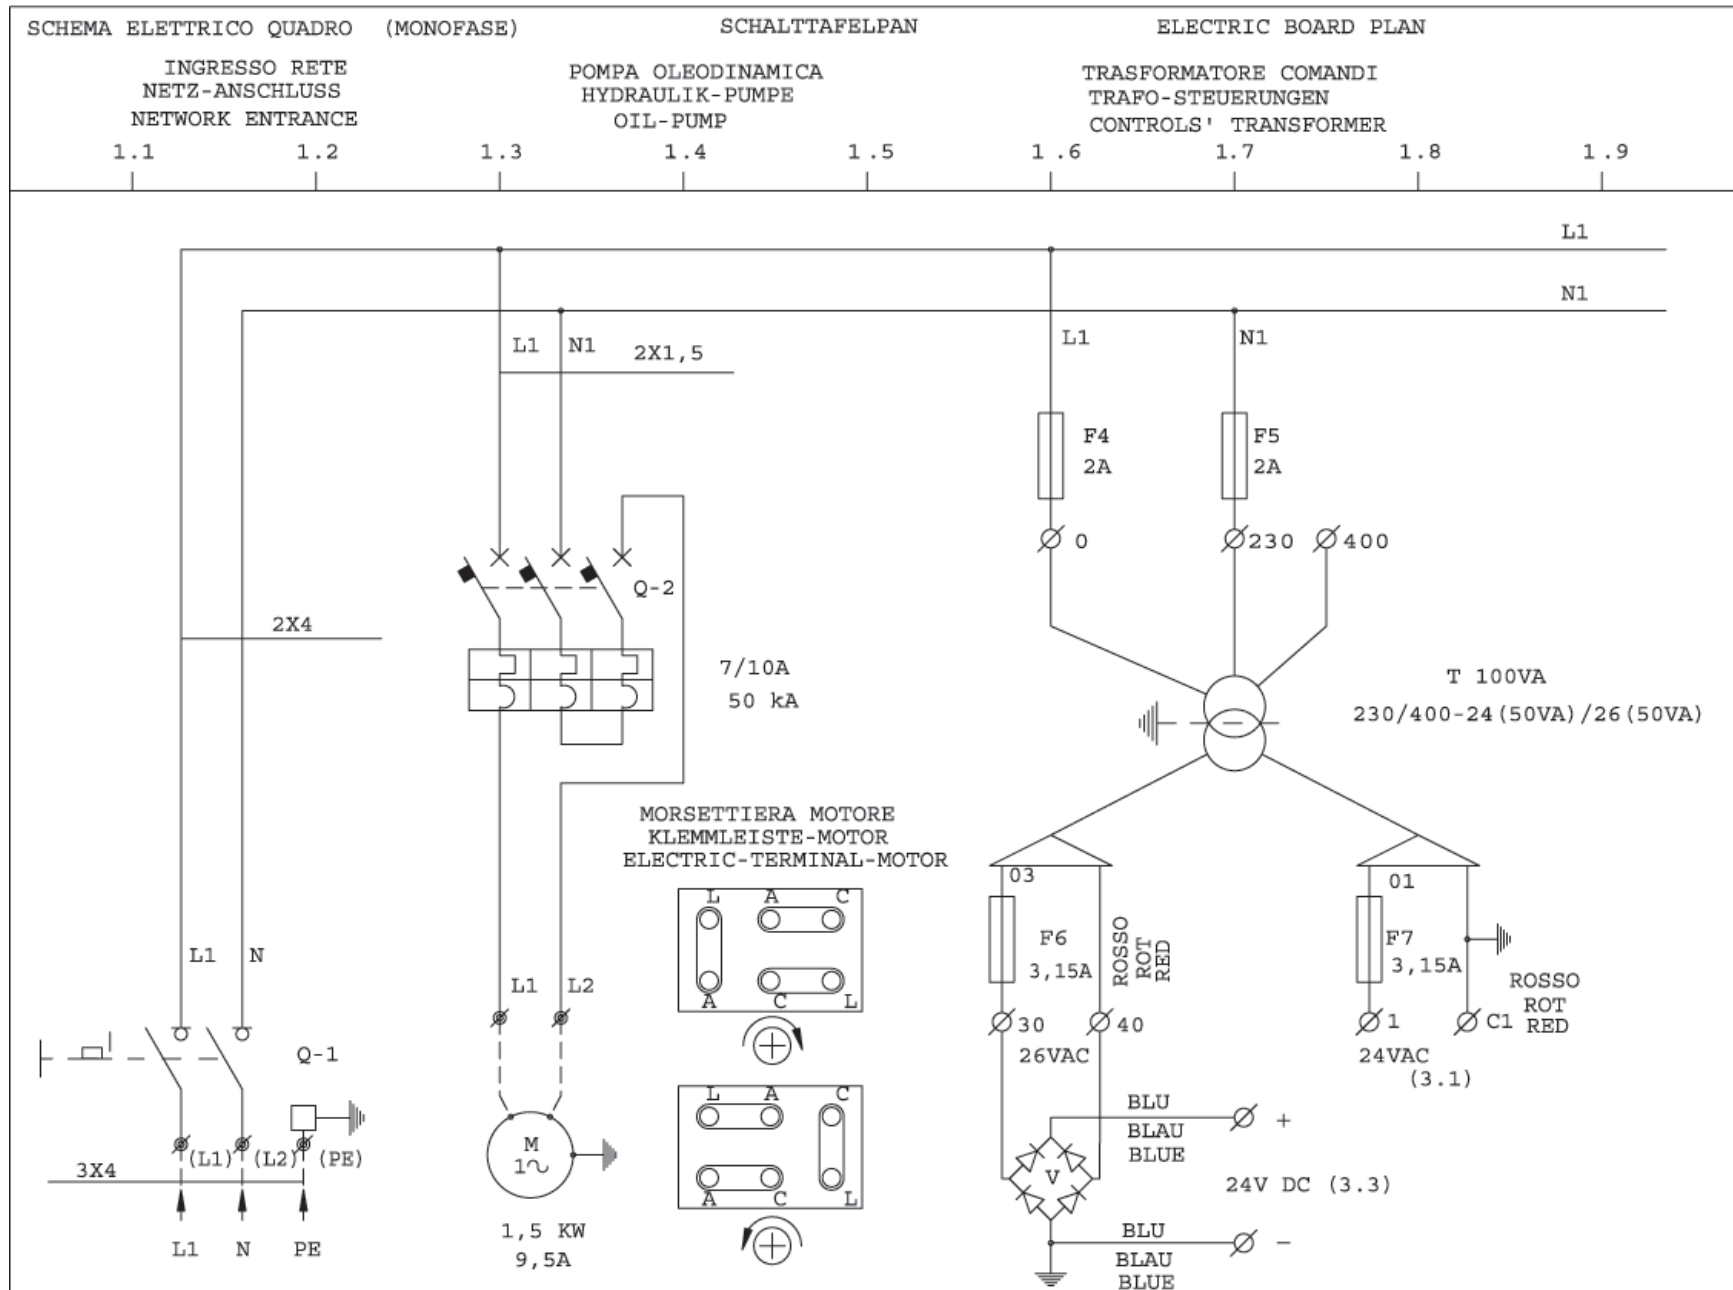 SCHEMA ELETTRICO QUADRO (MONOFASE)
SCHALTTAFELPAN
ELECTRIC BOARD PLAN
INGRESSO RETE
NETZ-ANSCHLUSS
NETWORK ENTRANCE
POMPA OLEODINAMICA
HYDRAULIK-PUMPE
OIL-PUMP
TRASFORMATORE COMANDI
TRAFO-STEUERUNGEN
CONTROLS' TRANSFORMER
1.1 1.2 1.3 1.4 1.5 1.6 1.7 1.8 1.9
L1
N1
L1 N1
2X1,5
L1
N1
F4
2A
F5
2A
0
230
400
Q-2
2X4
7/10A
50 kA
T 100VA
230/400-24(50VA)/26(50VA)
MORSETTIERA MOTORE
KLEMMLEISTE-MOTOR
ELECTRIC-TERMINAL-MOTOR
L A C
A C L
L A C
A C L
03
F6
3,15A
ROSSO
ROT
RED
01
F7
3,15A
ROSSO
ROT
RED
30
40
26VAC
1
C1
24VAC
(3.1)
L1 N
L1 L2
Q-1
(L1) (L2) (PE)
3X4
L1 N PE
M
1
1,5 KW
9,5A
V
BLU
BLAU
BLUE
+
24V DC (3.3)
BLU
BLAU
BLUE
-